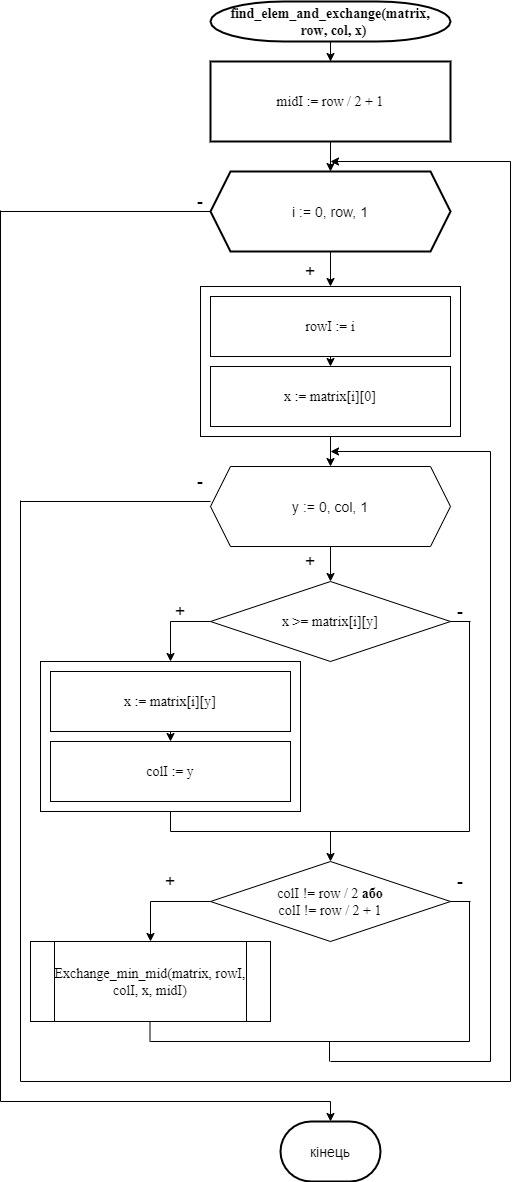 find_elem_and_exchange(matrix,
row, col, x)
midI := row / 2 + 1
-
i := 0, row, 1
+
rowI := i
x := matrix[i][0]
-
y := 0, col, 1
+
+
x >= matrix[i][y]
-
x := matrix[i][y]
colI := y
+
colI != row / 2 або
colI != row / 2 + 1
-
Exchange_min_mid(matrix, rowI,
colI, x, midI)
кінець